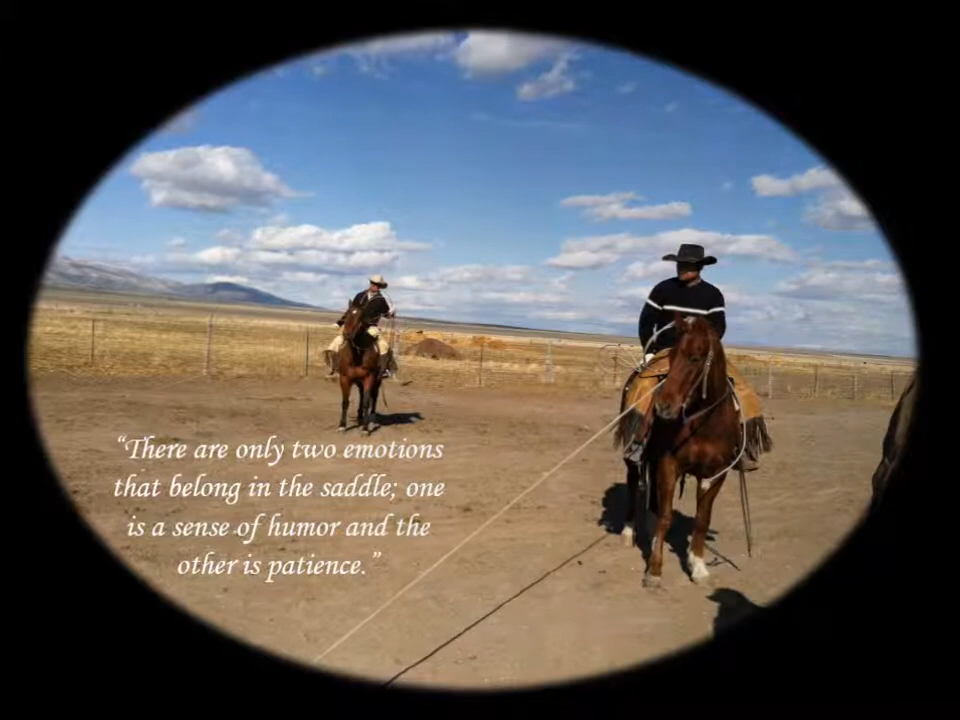 “There are only two emotions
that belong in the saddle; one
is a sense of humor and the
other is patience.”